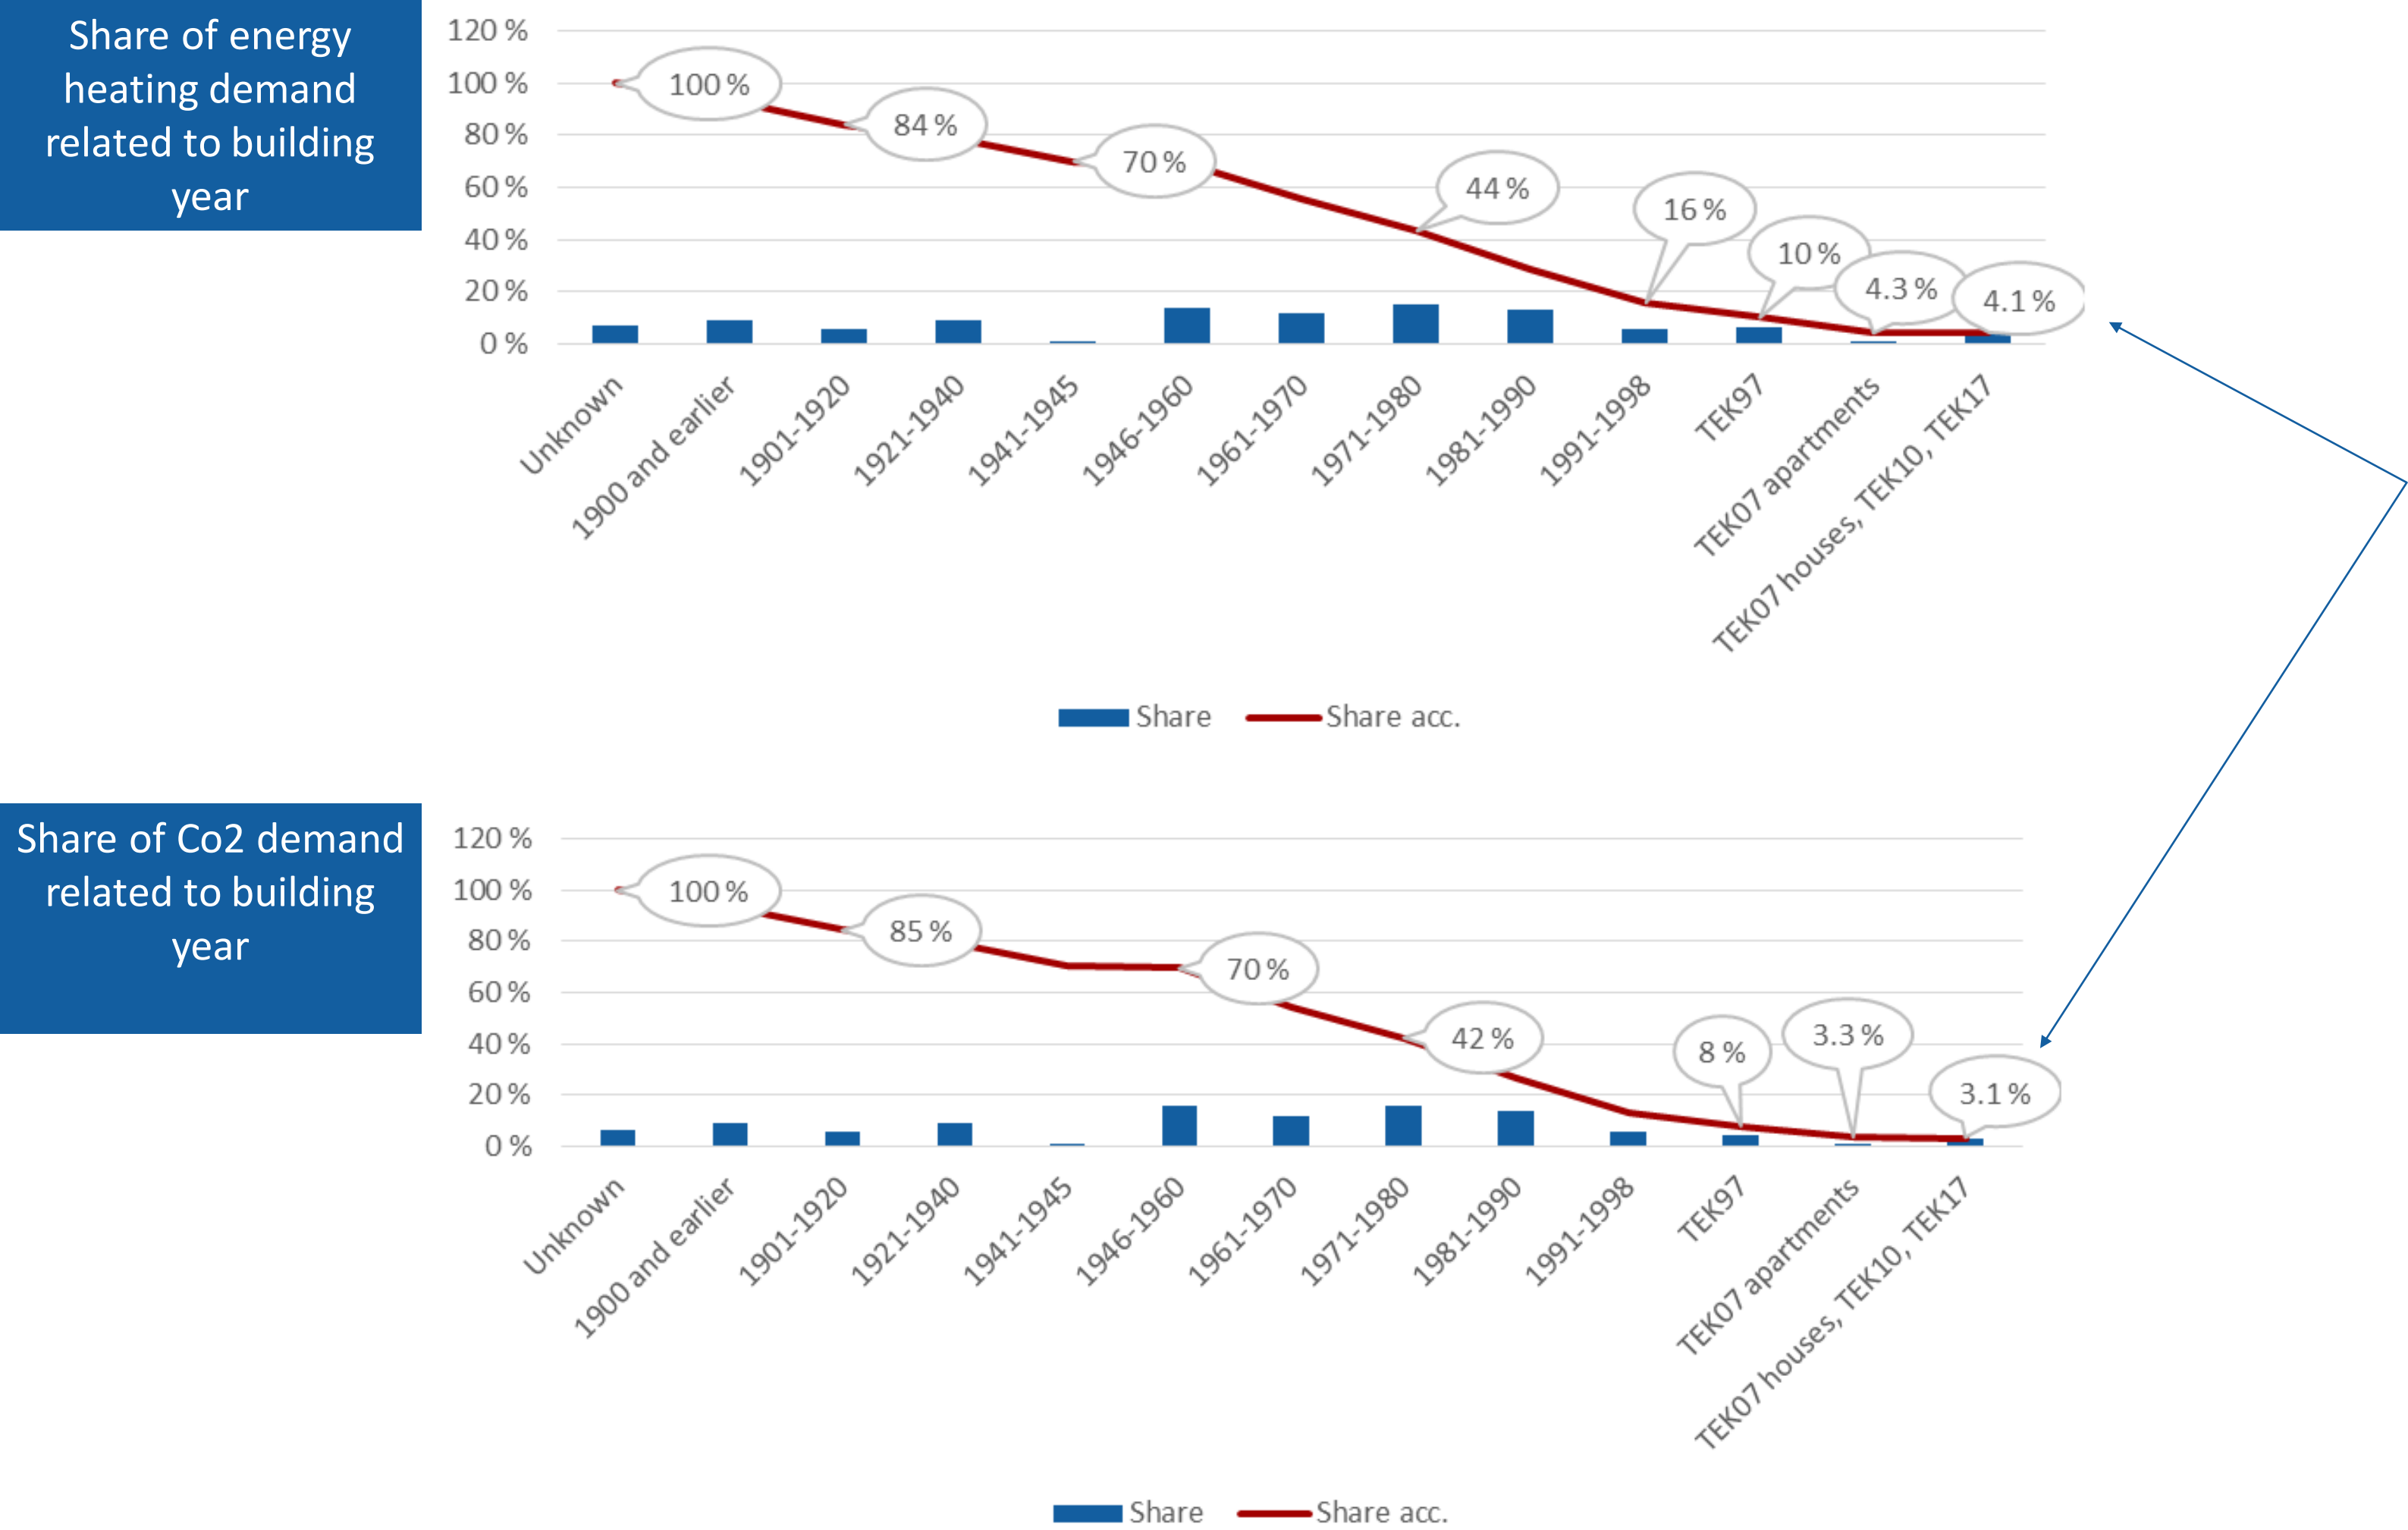 Share of energy
heating demand
related to building
year
120 %
100 %
80 %
60 %
40 %
20 %
0 %
100 %
84 %
70 %
44 %
16 %
10 %
4.3 %
4.1 %
Unknown
1900 and earlier
1901-1920
1921-1940
1941-1945
1946-1960
1961-1970
1971-1980
1981-1990
1991-1998
TEK97
TEK07 apartments
TEK07 houses, TEK10, TEK17
Share
Share acc.
Share of Co2 demand
related to building
year
120 %
100 %
80 %
60 %
40 %
20 %
0 %
100 %
85 %
70 %
42 %
8 %
3.3 %
3.1 %
Unknown
1900 and earlier
1901-1920
1921-1940
1941-1945
1946-1960
1961-1970
1971-1980
1981-1990
1991-1998
TEK97
TEK07 apartments
TEK07 houses, TEK10, TEK17
Share
Share acc.